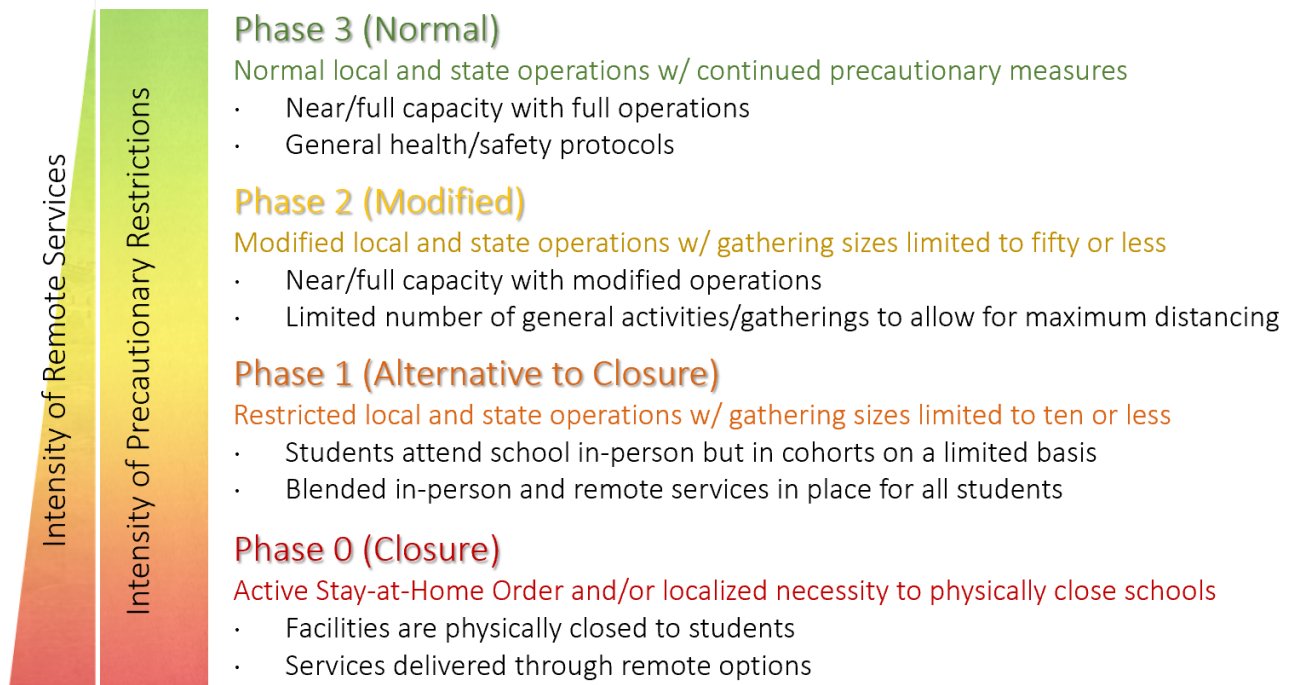 Intensity of Remote Services
Intensity of Precautionary Restrictions
Phase 3 (Normal)
Normal local and state operations w/ continued precautionary measures
· Near/full capacity with full operations
· General health/safety protocols
Phase 2 (Modified)
Modified local and state operations w/ gathering sizes limited to fifty or less
· Near/full capacity with modified operations
· Limited number of general activities/gatherings to allow for maximum distancing
Phase 1 (Alternative to Closure)
Restricted local and state operations w/ gathering sizes limited to ten or less
· Students attend school in-person but in cohorts on a limited basis
· Blended in-person and remote services in place for all students
Phase 0 (Closure)
Active Stay-at-Home Order and/or localized necessity to physically close schools
· Facilities are physically closed to students
· Services delivered through remote options